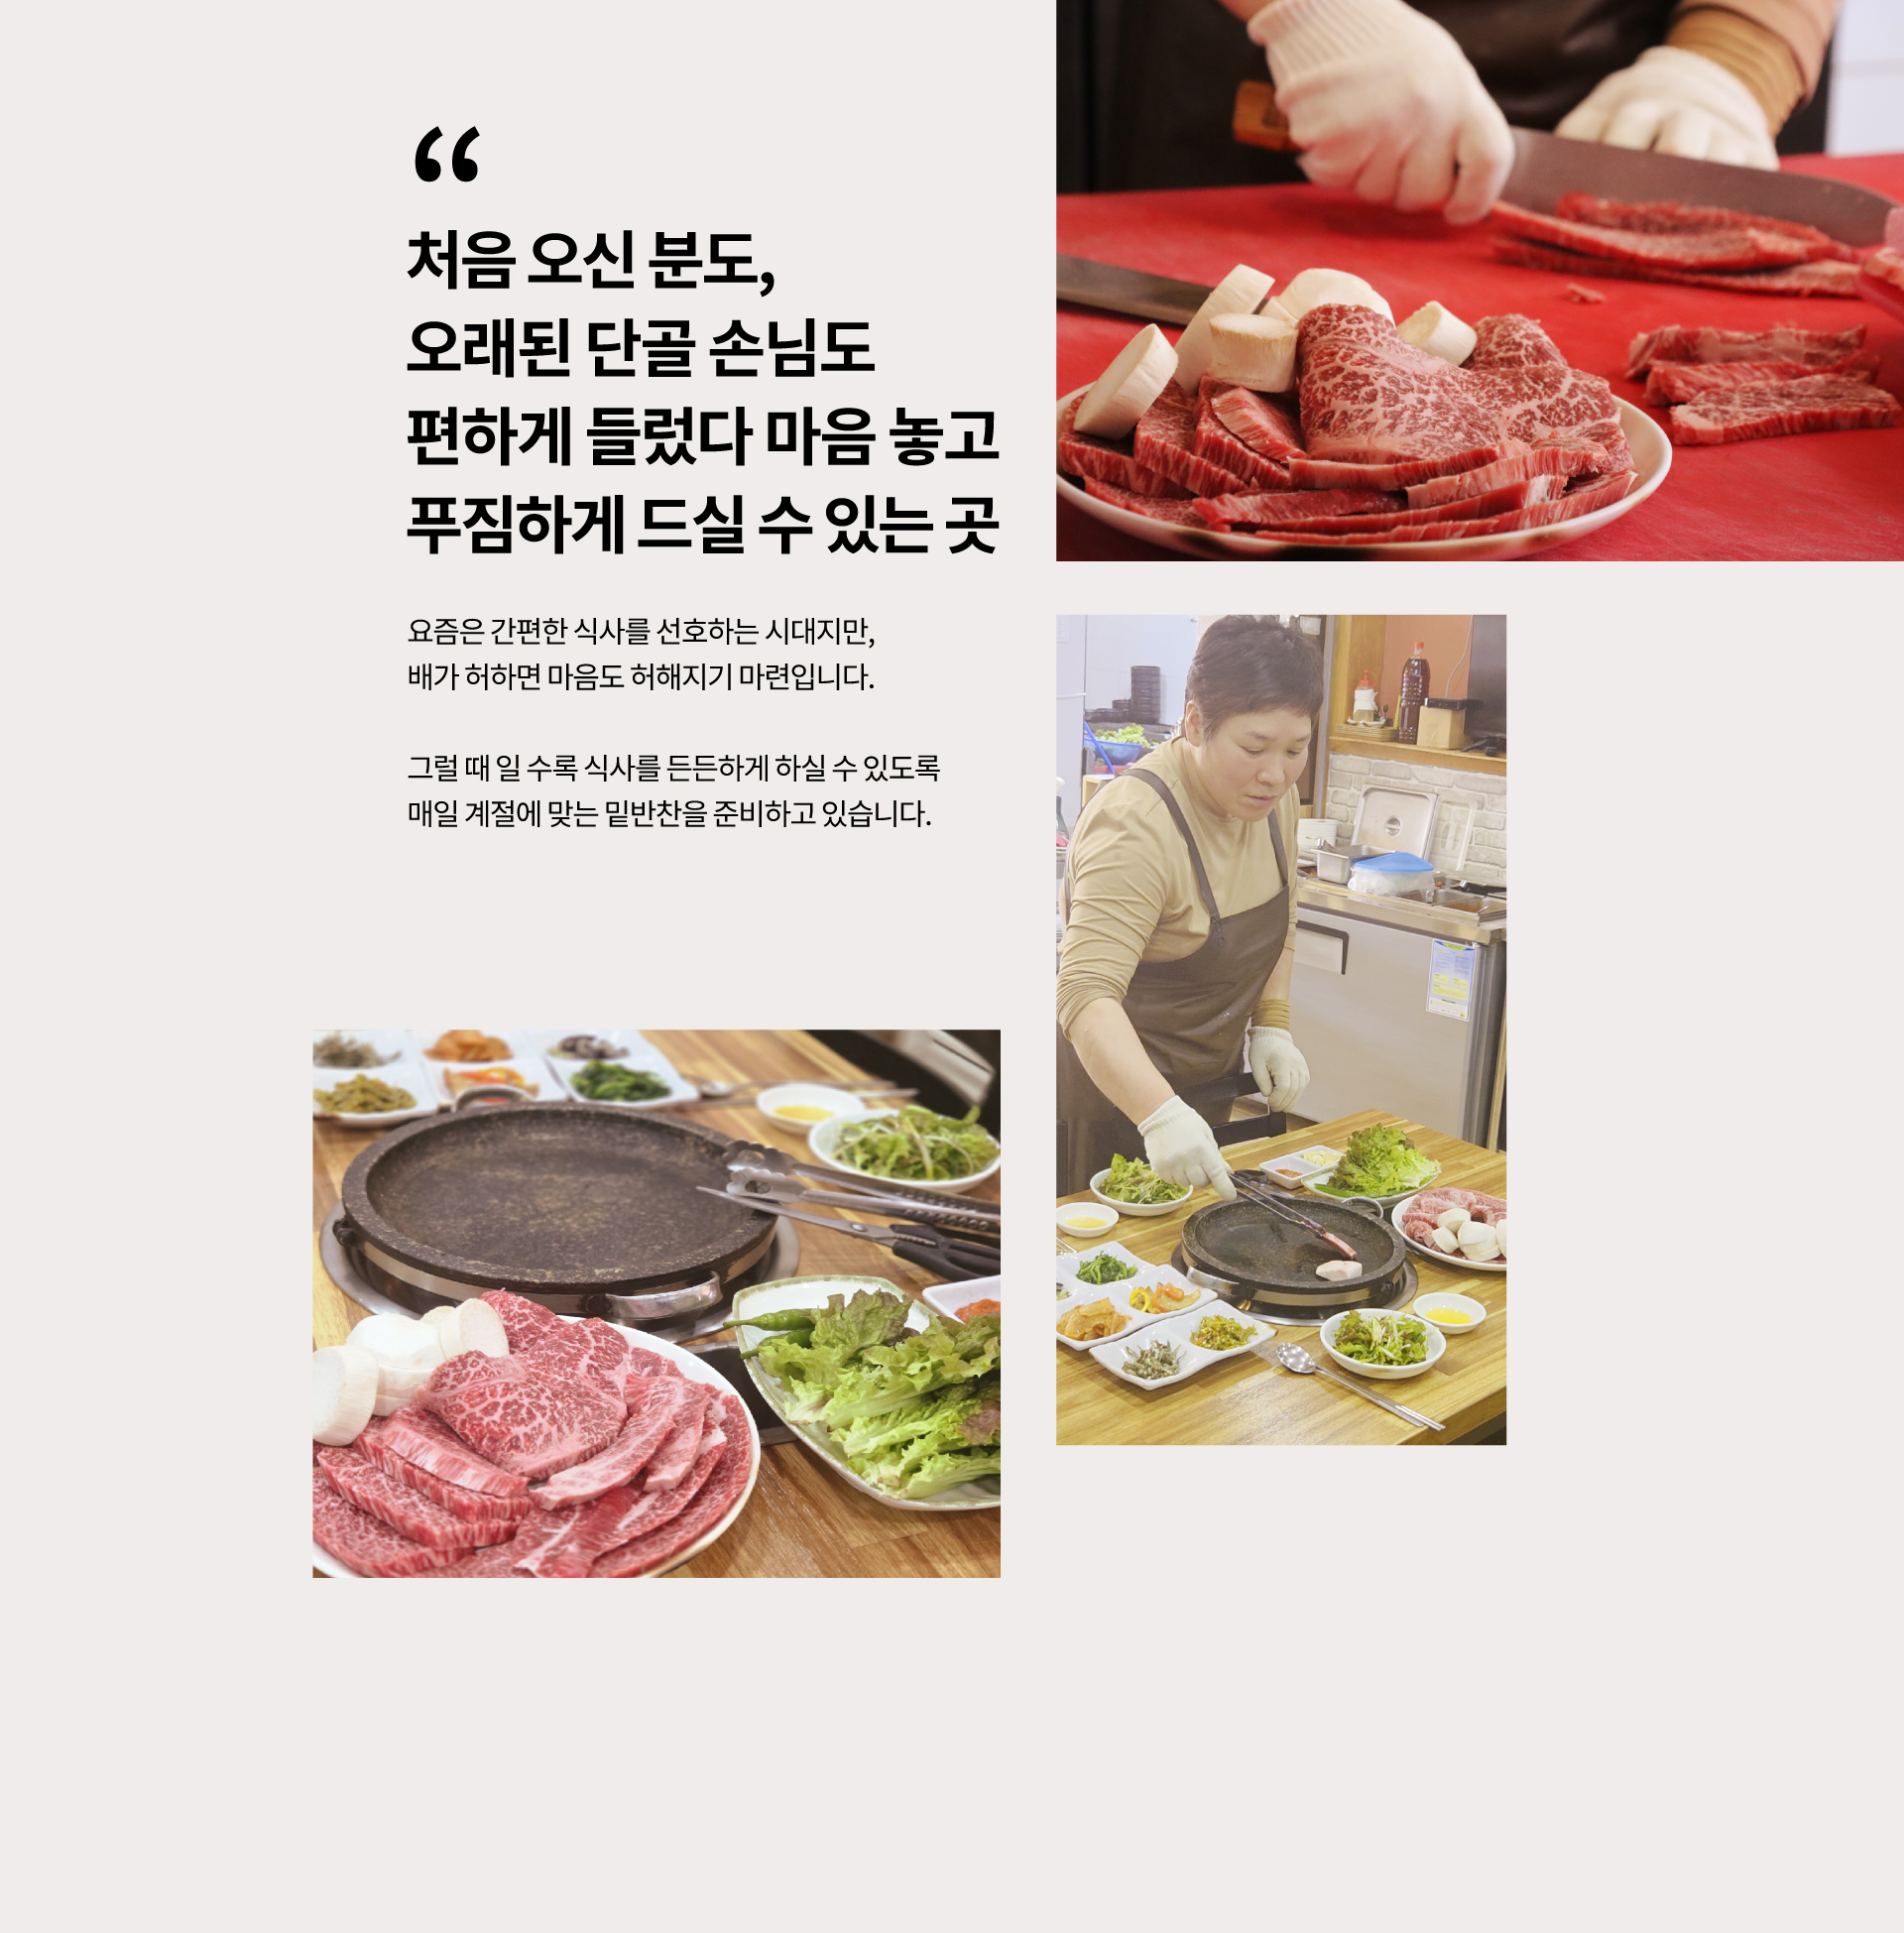 “
처음 오신 분도,
오래된 단골 손님도
편하게 들렀다 마음 놓고
푸짐하게 드실 수 있는 곳
요즘은 간편한 식사를 선호하는 시대지만,
배가 허하면 마음도 허해지기 마련입니다.
그럴 때 일 수록 식사를 든든하게 하실 수 있도록
매일 계절에 맞는 밑반찬을 준비하고 있습니다.